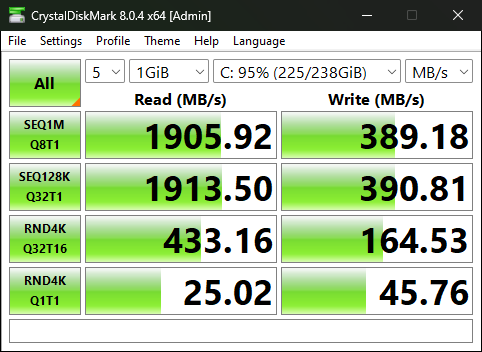 CrystalDiskMark 8.0.4 x64 [Admin]
File Settings Profile Theme Help Language
All 5 1GiB C: 95% (225/238GiB) MB/s
Read (MB/s) Write (MB/s)
SEQ1M
Q8T1 1905.92 389.18
SEQ128K
Q32T1 1913.50 390.81
RND4K
Q32T16 433.16 164.53
RND4K
Q1T1 25.02 45.76